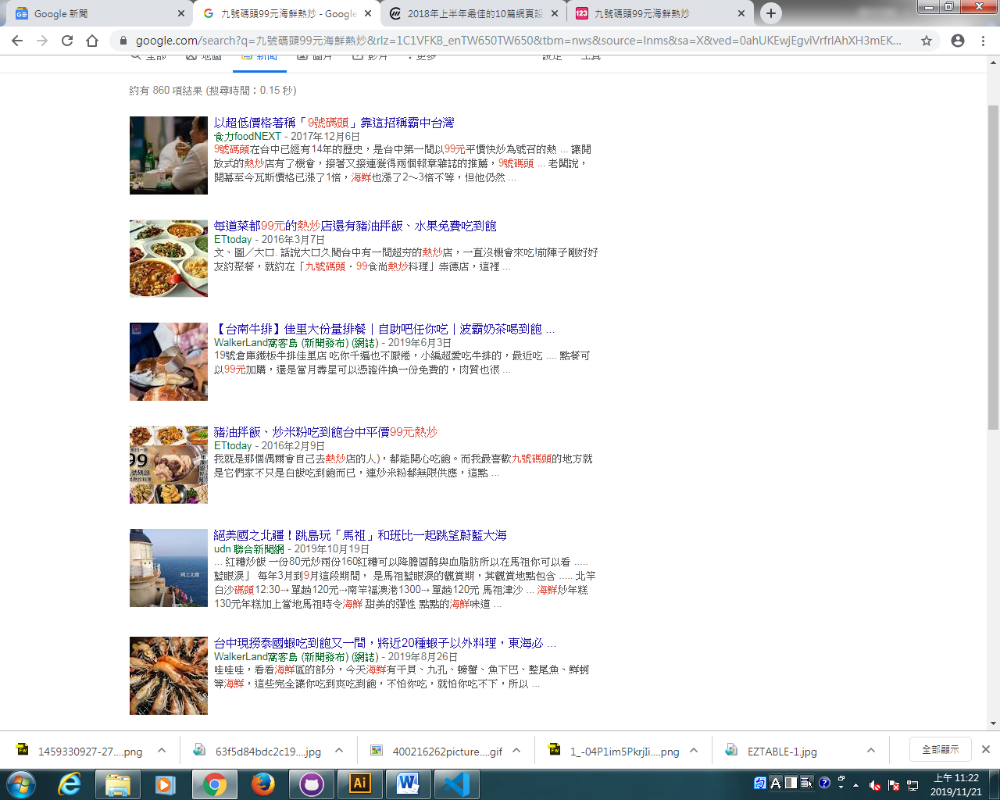 Google 新聞
九號碼頭99元海鮮熱炒 - Google
2018年上半年最佳的10篇網頁設
九號碼頭99元海鮮熱炒
google.com/search?q=九號碼頭99元海鮮熱炒&rlz=1C1VFKB_enTW650TW650&tbm=nws&source=lnms&sa=X&ved=0ahUKEwjEgviVrfrlAhXH3mEK...
全部 地圖 新聞 圖片 影片 更多 設定 工具
約有 860 項結果 (搜尋時間：0.15 秒)
以超低價格著稱「9號碼頭」靠這招稱霸中台灣
食力foodNEXT - 2017年12月6日
9號碼頭在台中已經有14年的歷史，是台中第一間以99元平價快炒為號召的熱 ... 讓開
放式的熱炒店有了機會，接著又接連獲得兩個報章雜誌的推薦，9號碼頭 ... 老闆說，
開幕至今瓦斯價格已漲了1倍，海鮮也漲了2～3倍不等，但他仍然 ...
每道菜都99元的熱炒店還有豬油拌飯、水果免費吃到飽
ETtoday - 2016年3月7日
文、圖／大口. 話說大口久聞台中有一間超夯的熱炒店，一直沒機會來吃!前陣子剛好好
友約聚餐，就約在「九號碼頭．99食尚熱炒料理」崇德店，這裡 ...
【台南牛排】佳里大份量排餐｜自助吧任你吃｜波霸奶茶喝到飽 ...
WalkerLand窩客島 (新聞發布) (網誌) - 2019年6月3日
19號倉庫鐵板牛排佳里店 吃你千遍也不厭倦，小編超愛吃牛排的，最近吃 .... 點餐可
以99元加購，還是當月壽星可以憑證件換一份免費的，肉質也很 ...
豬油拌飯、炒米粉吃到飽台中平價99元熱炒
ETtoday - 2016年2月9日
我就是那個偶爾會自己去熱炒店的人)，都能開心吃飽。而我最喜歡九號碼頭的地方就
是它們家不只是白飯吃到飽而已，連炒米粉都無限供應，這點 ...
絕美國之北疆！跳島玩「馬祖」和班比一起眺望蔚藍大海
udn 聯合新聞網 - 2019年10月19日
... 紅糟炒飯 一份80元炒兩份160紅糟可以降膽固醇與血脂肪所以在馬祖你可以看 .....
藍眼淚」 每年3月到9月這段期間， 是馬祖藍眼淚的觀賞期，其觀賞地點包含 ..... 北竿
白沙碼頭12:30⇢ 單趟120元⇢南竿福澳港1300⇢ 單趟120元 馬祖津沙 ... 海鮮炒年糕
130元年糕加上當地馬祖時令海鮮 甜美的彈性 點點的海鮮味道 ...
台中現撈泰國蝦吃到飽又一間，將近20種蝦子以外料理，東海必 ...
WalkerLand窩客島 (新聞發布) (網誌) - 2019年8月26日
哇哇哇，看看海鮮區的部分，今天海鮮有干貝、九孔、螃蟹、魚下巴、整尾魚、鮮蚵
等海鮮，這些完全讓你吃到爽吃到飽，不怕你吃，就怕你吃不下，所以 ...
1459330927-27....png
63f5d84bdc2c19....jpg
400216262picture....gif
1_-04P1im5PkrjIi....png
EZTABLE-1.jpg
全部顯示
上午 11:22
2019/11/21